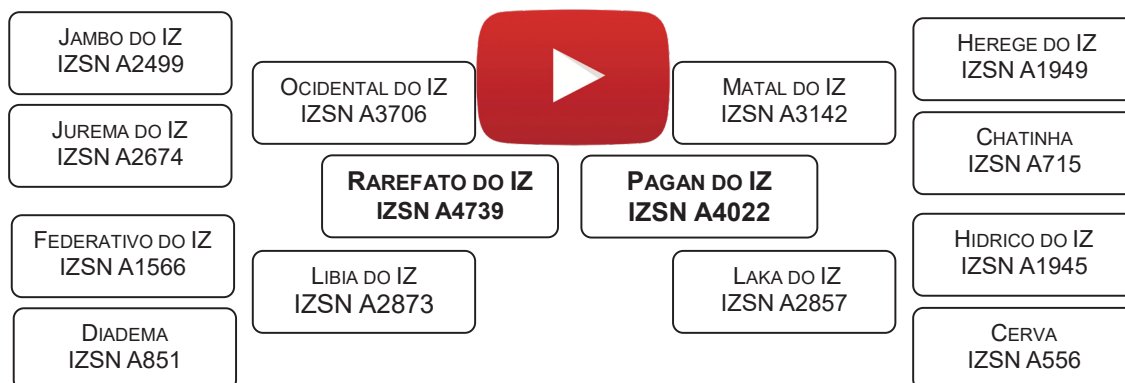 JAMBO DO IZ
IZSN A2499
JUREMA DO IZ
IZSN A2674
FEDERATIVO DO IZ
IZSN A1566
DIADEMA
IZSN A851
OCIDENTAL DO IZ
IZSN A3706
LIBIA DO IZ
IZSN A2873
RAREFATO DO IZ
IZSN A4739
PAGAN DO IZ
IZSN A4022
MATAL DO IZ
IZSN A3142
LAKA DO IZ
IZSN A2857
HEREGE DO IZ
IZSN A1949
CHATINHA
IZSN A715
HIDRICO DO IZ
IZSN A1945
CERVA
IZSN A556